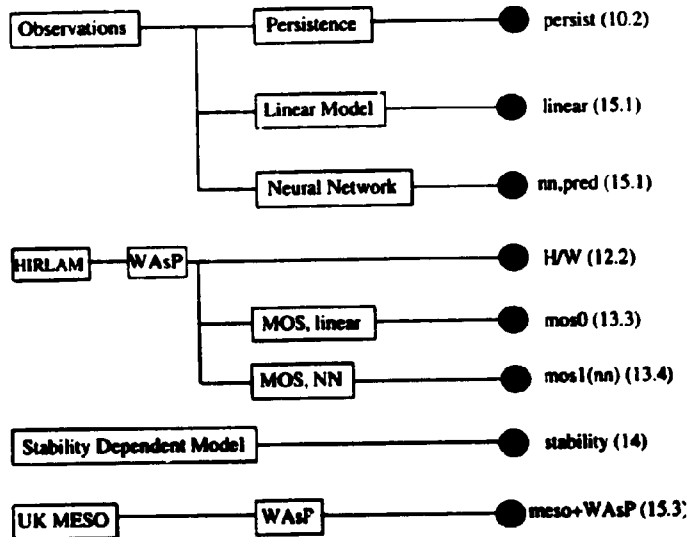 Observations Persistence persist (10.2)
Linear Model linear (15.1)
Neural Network nn,pred (15.1)
HIRLAM WAsP H/W (12.2)
MOS, linear mos0 (13.3)
MOS, NN mos1(nn) (13.4)
Stability Dependent Model stability (14)
UK MESO WAsP meso+WAsP (15.3)